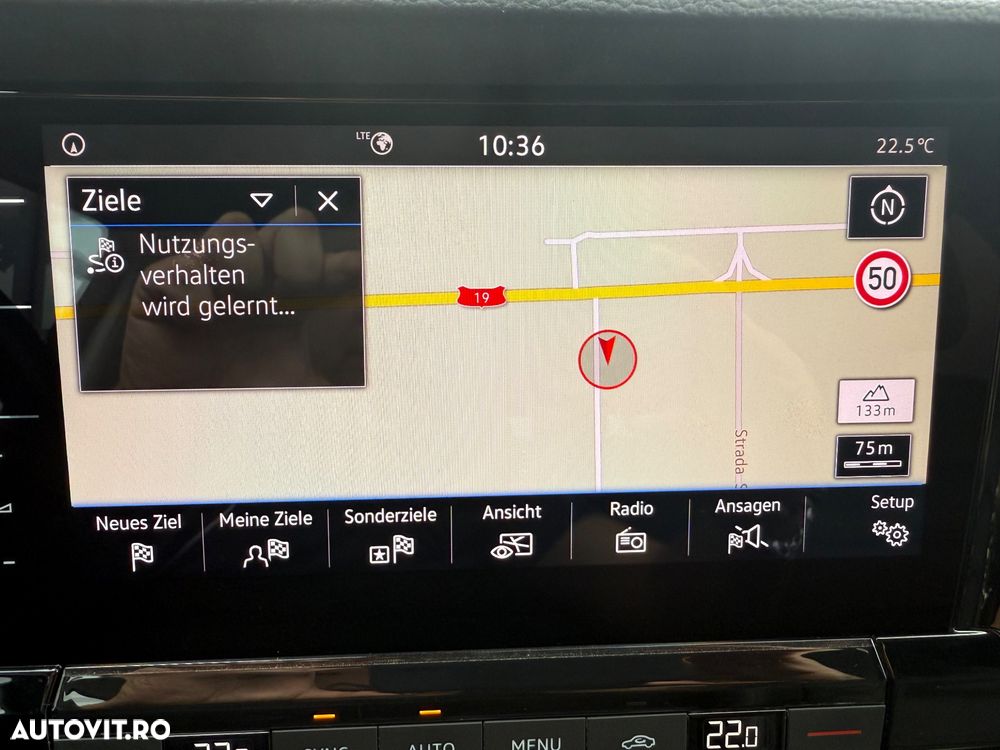 LTE
10:36
22.5°C
Ziele
Nutzungs-
verhalten
wird gelernt...
N
50
19
133m
75m
Strada
Neues Ziel
Meine Ziele
Sonderziele
Ansicht
Radio
Ansagen
Setup
AUTOVIT.RO
SYNC
AUTO
MENU
22.0